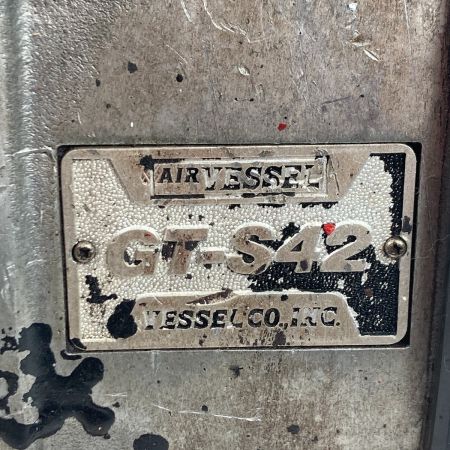 AIR VESSEL
GT-S42
VESSEL CO., INC.